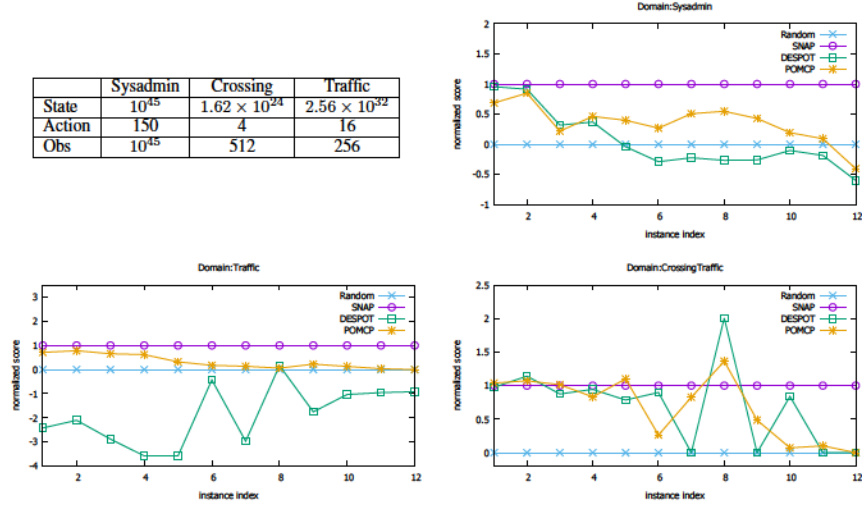 Sysadmin Crossing Traffic
State 10^45 1.62 × 10^24 2.56 × 10^32
Action 150 4 16
Obs 10^45 512 256
Domain:Sysadmin
2
1.5
1
0.5
0
-0.5
-1
normalized score
Random
SNAP
DESPOT
POMCP
2 4 6 8 10 12
instance index
Domain:Traffic
3
2
1
0
-1
-2
-3
-4
normalized score
Random
SNAP
DESPOT
POMCP
2 4 6 8 10 12
instance index
Domain:CrossingTraffic
2.5
2
1.5
1
0.5
0
normalized score
Random
SNAP
DESPOT
POMCP
2 4 6 8 10 12
instance index